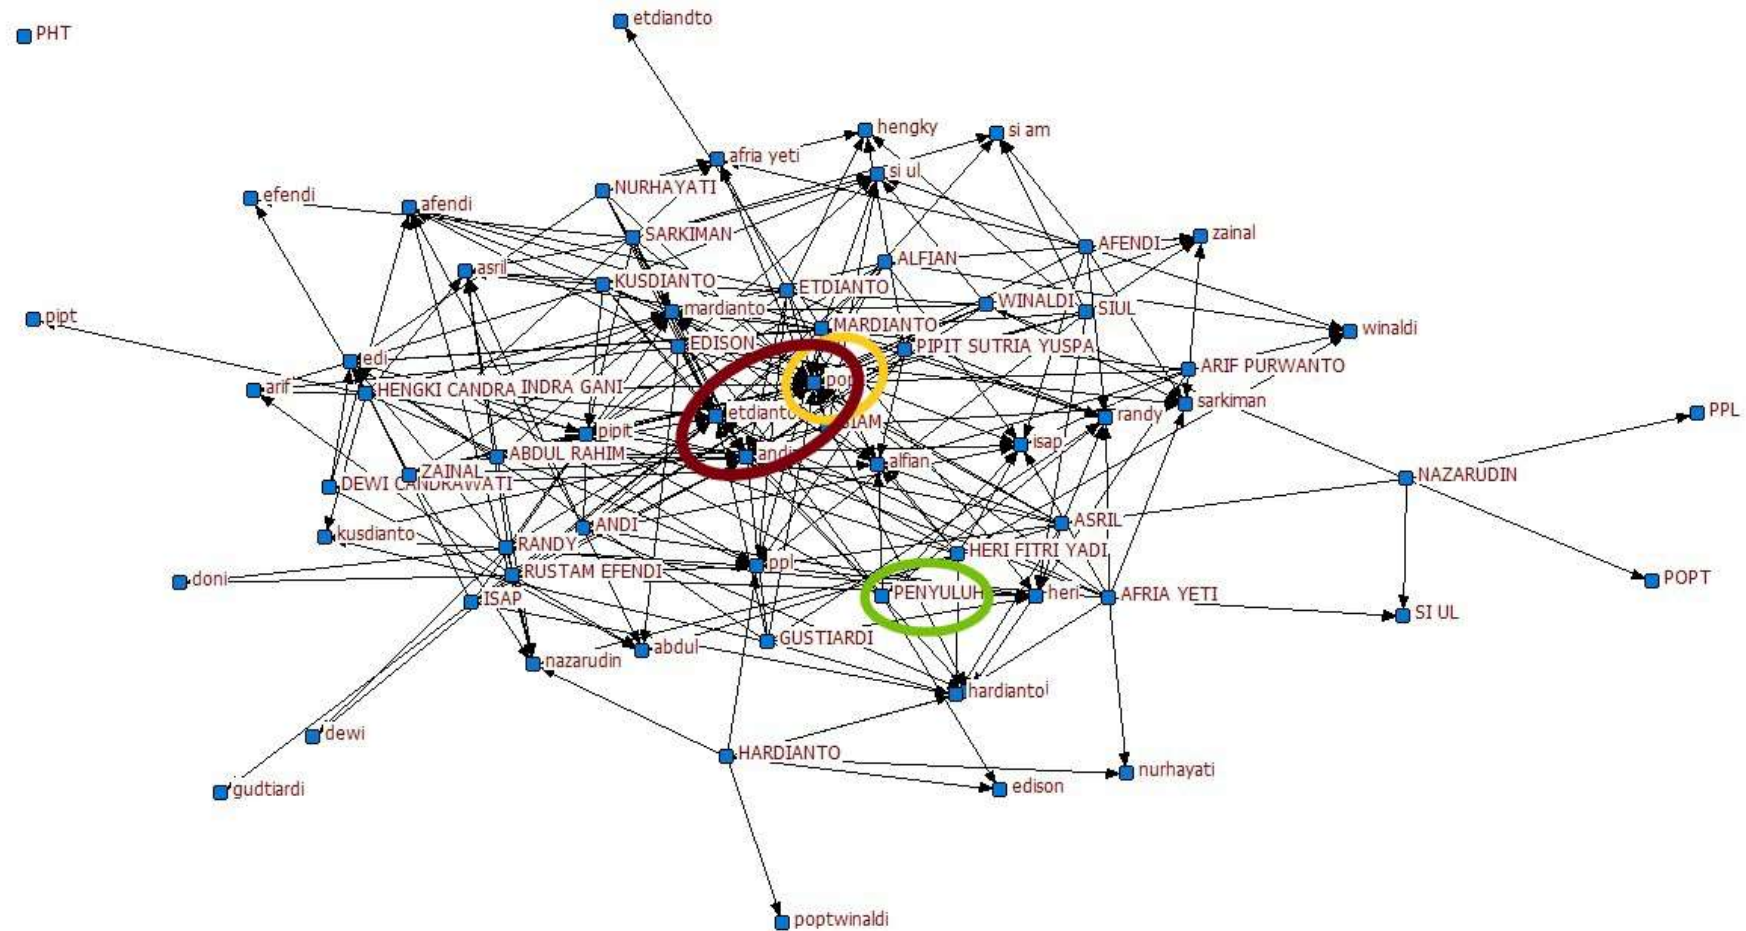 etdiandto
PHT
hengky
si am
afria yeti
si ul
NURHAYATI
efendi
afendi
SARKIMAN
zainal
AFENDI
ALFIAN
asril
KUSDIANTO
ETDIANTO
WINALDI
SIUL
mardianto
pipt
MARDIANTO
winaldi
EDISON
PIPIT SUTRIA YUSPA
edi
ARIF PURWANTO
arif
HENGKI CANDRA INDRA GANI
sarkiman
PPL
etdianto
randy
SIAM
pipit
isap
ABDUL RAHIM
andi
alfian
ZAINAL
NAZARUDIN
DEWI CANDRAWATI
ASRIL
ANDI
kusdianto
RANDY
HERI FITRI YADI
ppl
RUSTAM EFENDI
POPT
doni
PENYULUH
heri
AFRIA YETI
ISAP
SI UL
GUSTIARDI
abdul
nazarudin
hardianto
dewi
HARDIANTO
nurhayati
edison
gudtiardi
poptwinaldi